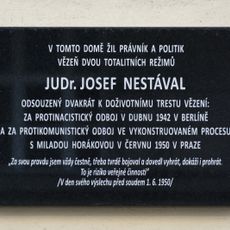 V TOMTO DOMĚ ŽIL PRÁVNÍK A POLITIK
VĚZEŇ DVOU TOTALITNÍCH REŽIMŮ
JUDr. JOSEF NESTÁVAL
ODSOUZENÝ DVAKRÁT K DOŽIVOTNÍMU TRESTU VĚZENÍ:
ZA PROTINACISTICKÝ ODBOJ V DUBNU 1942 V BERLÍNĚ
A ZA PROTIKOMUNISTICKÝ ODBOJ VE VYKONSTRUOVANÉM PROCESU
S MILADOU HORÁKOVOU V ČERVNU 1950 V PRAZE
„Za svou pravdu jsem vždy čestně, třeba tvrdě bojoval a dovedl vyhrát, dokáži i prohrát.
To je riziko veřejné činnosti“
/V den svého výslechu před soudem 1. 6. 1950/